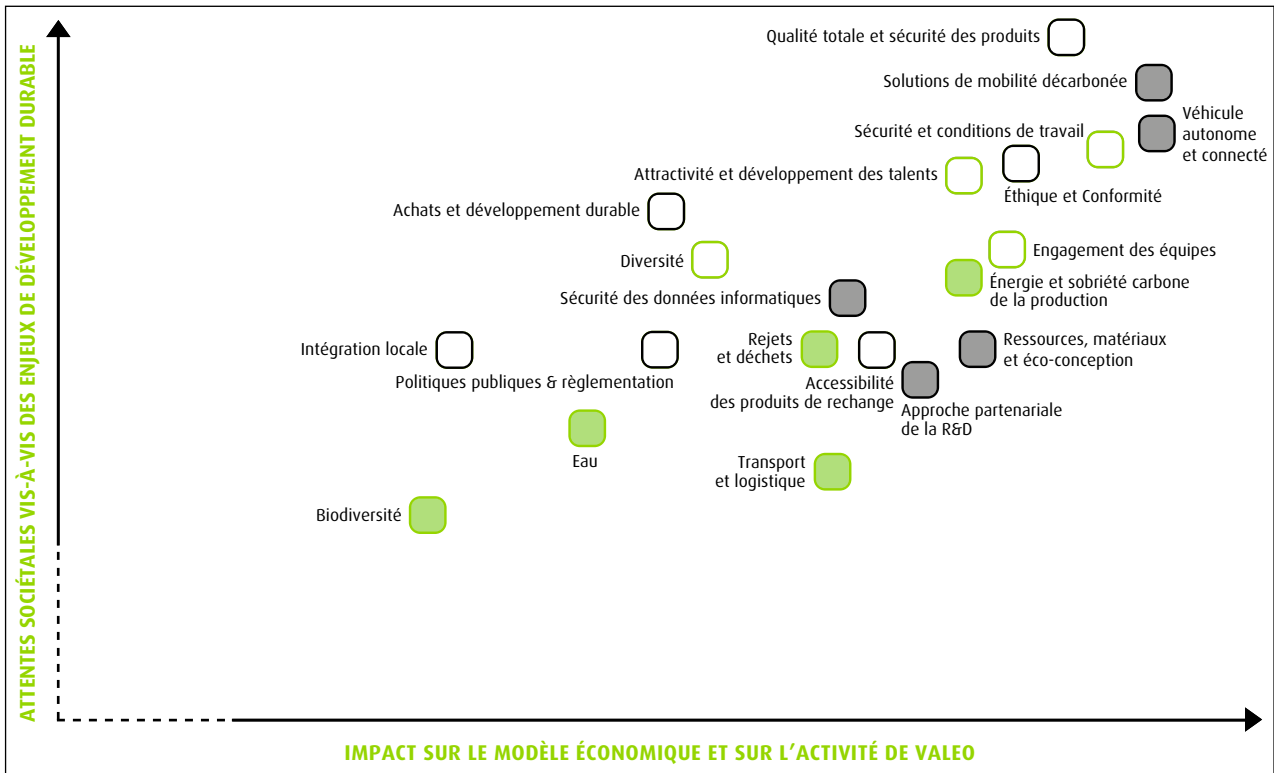 ATTENTES SOCIÉTALES VIS-À-VIS DES ENJEUX DE DÉVELOPPEMENT DURABLE
Qualité totale et sécurité des produits
Solutions de mobilité décarbonée
Véhicule
autonome
et connecté
Sécurité et conditions de travail
Attractivité et développement des talents
Éthique et Conformité
Achats et développement durable
Diversité
Engagement des équipes
Énergie et sobriété carbone
de la production
Sécurité des données informatiques
Intégration locale
Politiques publiques & règlementation
Rejets
et déchets
Accessibilité
des produits de rechange
Ressources, matériaux
et éco-conception
Approche partenariale
de la R&D
Eau
Transport
et logistique
Biodiversité
IMPACT SUR LE MODÈLE ÉCONOMIQUE ET SUR L'ACTIVITÉ DE VALEO